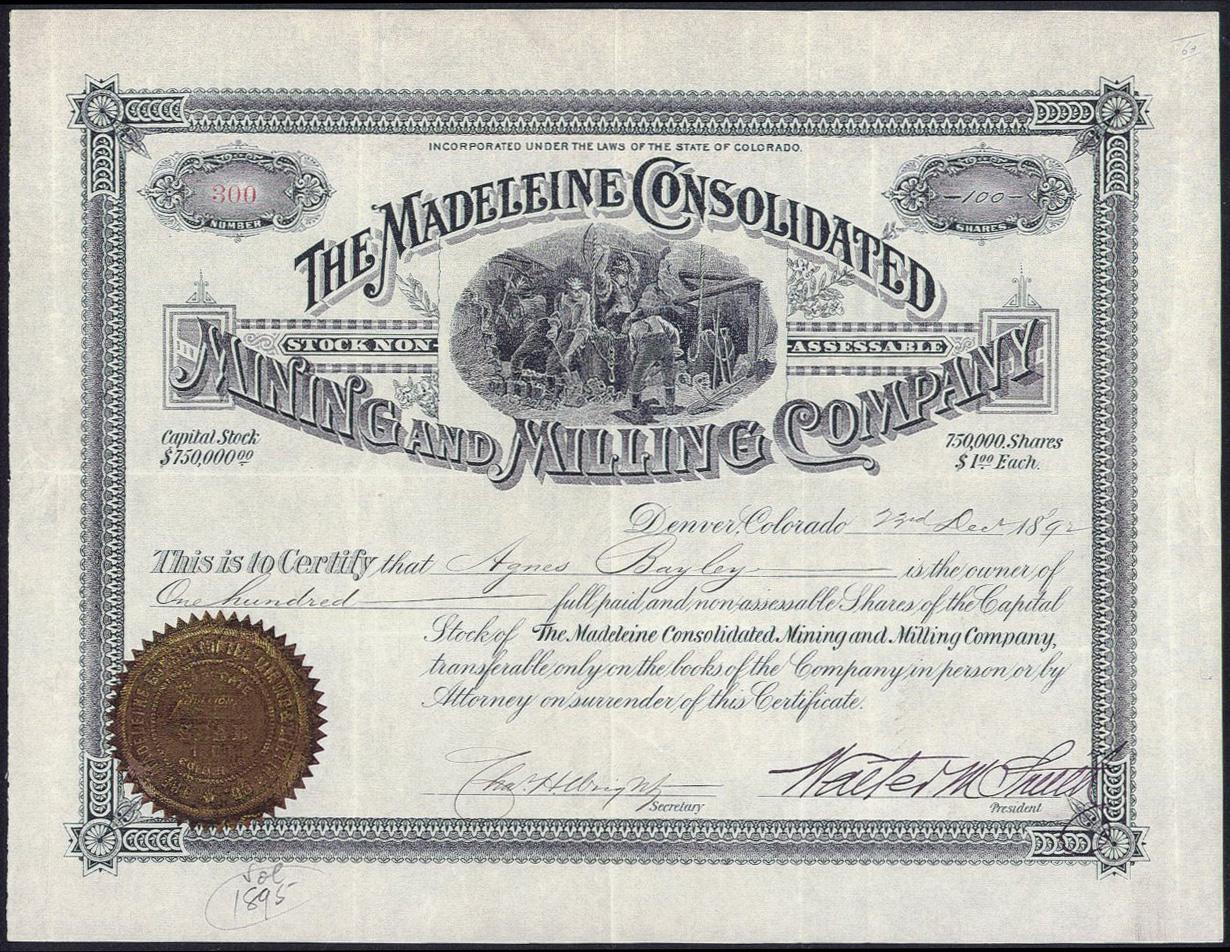 INCORPORATED UNDER THE LAWS OF THE STATE OF COLORADO.
300
NUMBER
—100—
SHARES
THE MADELEINE CONSOLIDATED
STOCK NON-ASSESSABLE
MINING AND MILLING COMPANY
Capital Stock
$750,000.00
750,000. Shares
$1.00 Each.
Denver, Colorado 23rd Dec 1892
This is to Certify that Agnes Bayley is the owner of
One hundred full paid and non-assessable Shares of the Capital
Stock of The Madeleine Consolidated Mining and Milling Company,
transferable only on the books of the Company, in person or by
Attorney on surrender of this Certificate.
Chas. H. Wright
Secretary
Walter M
President
1895